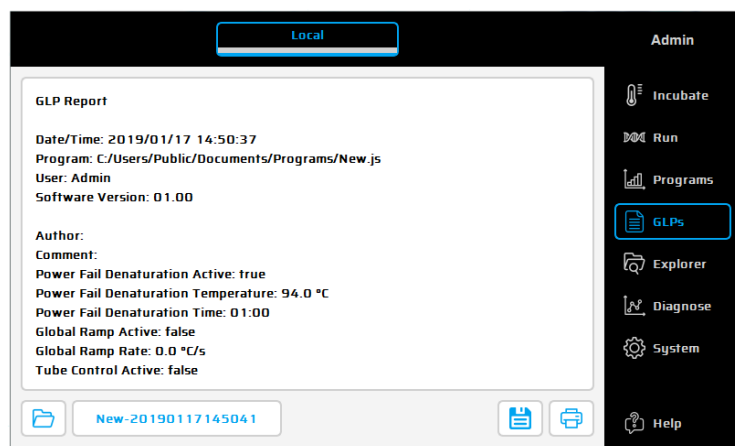 Local
Admin
GLP Report
Date/Time: 2019/01/17 14:50:37
Program: C:/Users/Public/Documents/Programs/New.js
User: Admin
Software Version: 01.00
Author:
Comment:
Power Fail Denaturation Active: true
Power Fail Denaturation Temperature: 94.0 °C
Power Fail Denaturation Time: 01:00
Global Ramp Active: false
Global Ramp Rate: 0.0 °C/s
Tube Control Active: false
New-20190117145041
Incubate
Run
Programs
GLPs
Explorer
Diagnose
System
Help